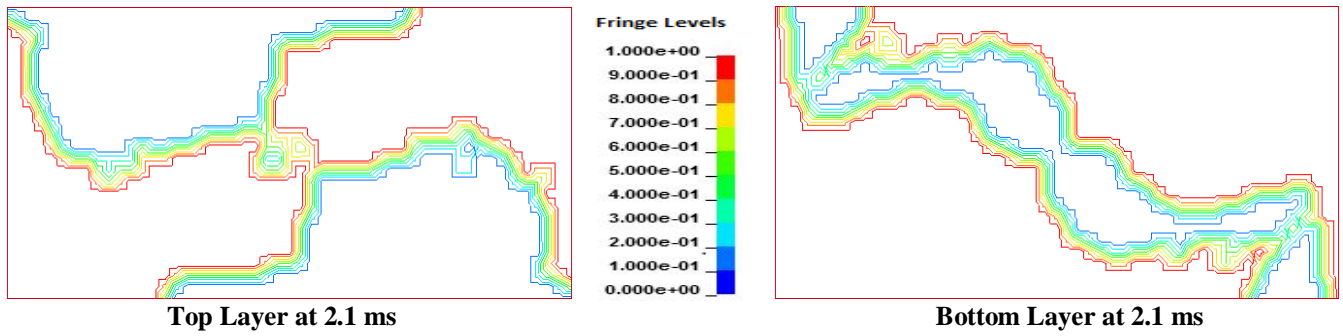 Fringe Levels
1.000e+00
9.000e-01
8.000e-01
7.000e-01
6.000e-01
5.000e-01
4.000e-01
3.000e-01
2.000e-01
1.000e-01
0.000e+00
Top Layer at 2.1 ms
Bottom Layer at 2.1 ms